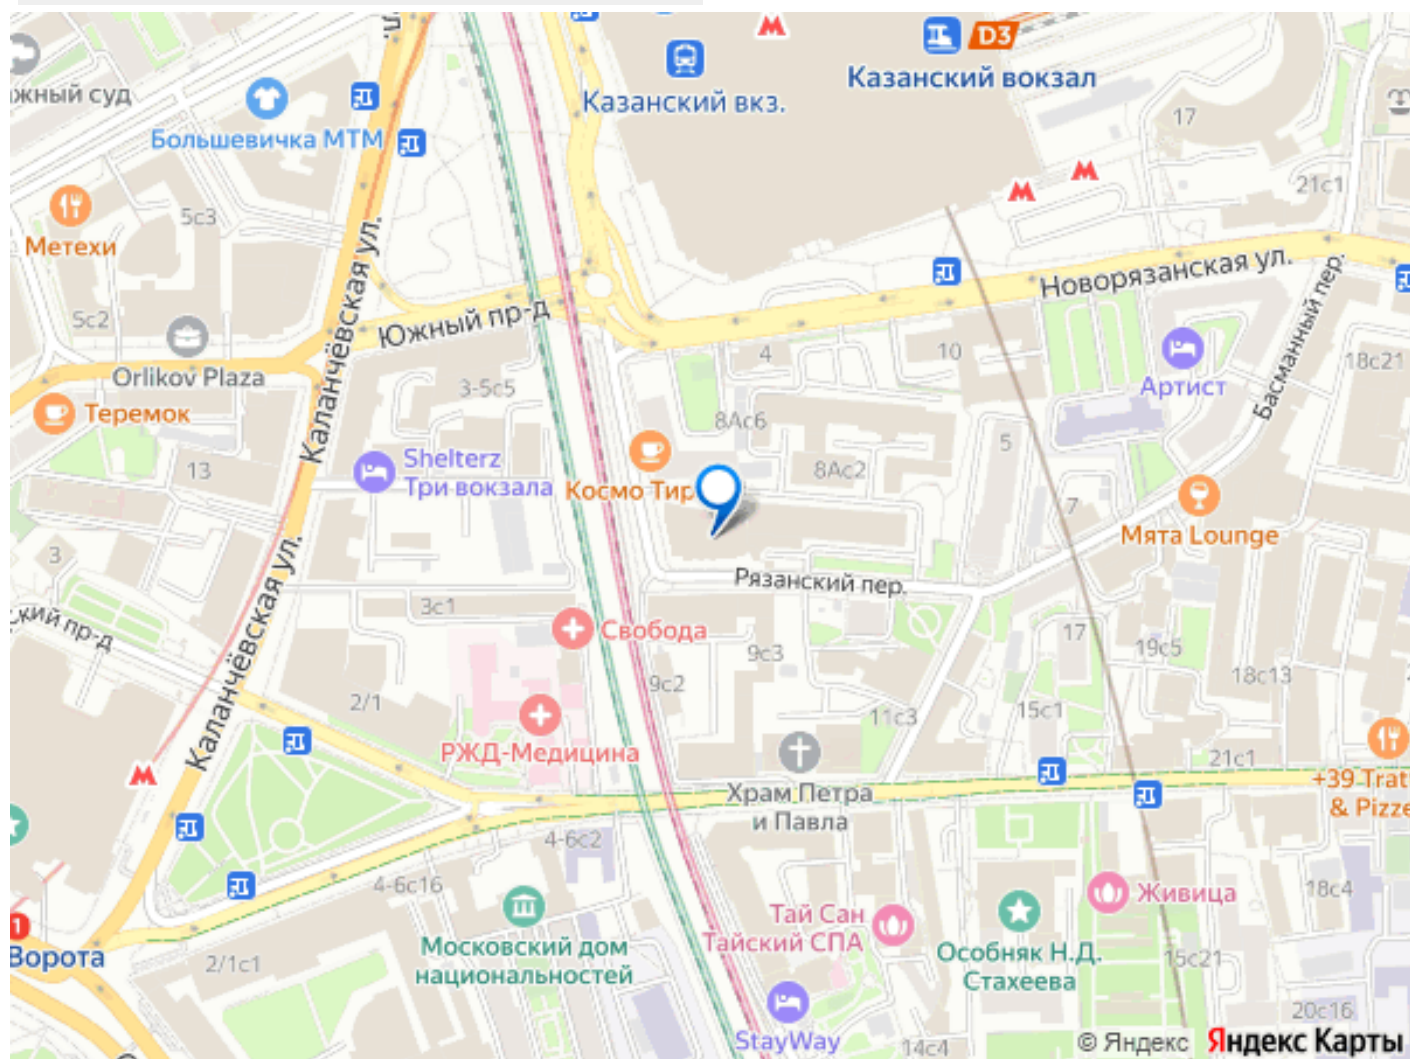 D3
Казанский вокзал
Казанский вкз.
жный суд
Большевичка МТМ
17
21с1
Метехи
5с3
Каланчёвская ул.
Новорязанская ул.
Южный пр-д
5с2
Orlikov Plaza
Басманный пер.
4
10
18с21
Артист
3-5с5
Теремок
8Ас6
5
Shelterz
Три вокзала
13
8Ас2
Космо Тир
7
Мята Lounge
3
Каланчёвская ул.
Рязанский пер.
ский пр-д
3с1
Свобода
9с3
17
19с5
9с2
18с13
2/1
11с3
15с1
РЖД-Медицина
21с1
Храм Петра
и Павла
+39 Trat
& Pizze
4-6с2
4-6с16
18с4
Живица
Тай Сан
Тайский СПА
Московский дом
национальностей
Особняк Н.Д.
Стахеева
1
Ворота
2/1с1
15с21
20с16
StayWay
14с4
© Яндекс Яндекс Карты